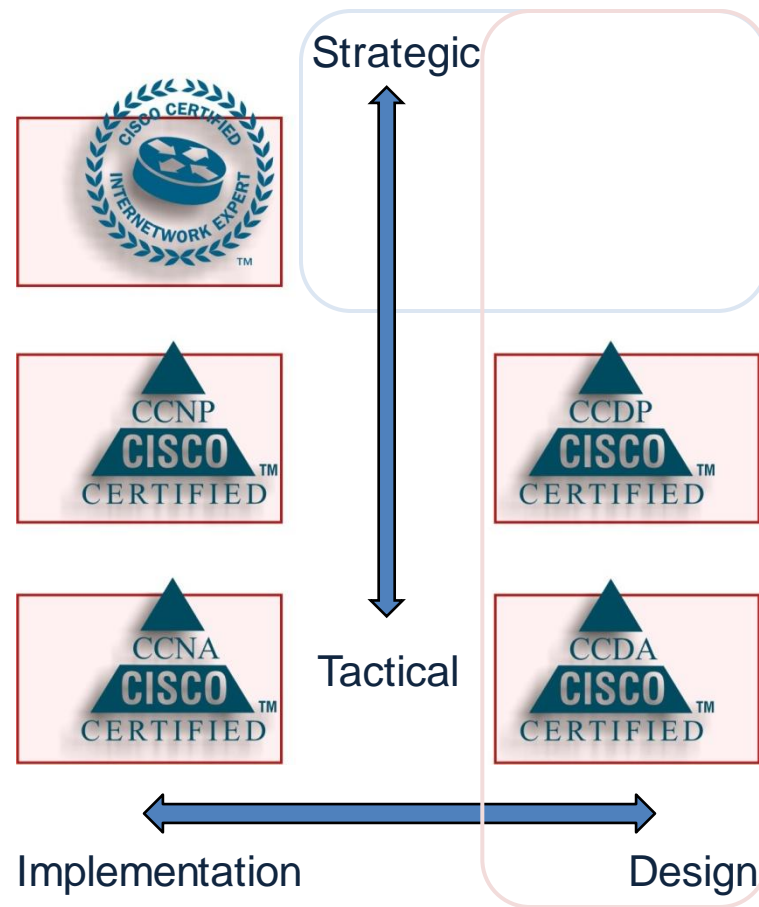 Strategic
CISCO CERTIFIED
INTERNETWORK EXPERT
TM
CCNP
CISCO
TM
CERTIFIED
CCDP
CISCO
TM
CERTIFIED
CCNA
CISCO
TM
CERTIFIED
Tactical
CCDA
CISCO
TM
CERTIFIED
Implementation
Design